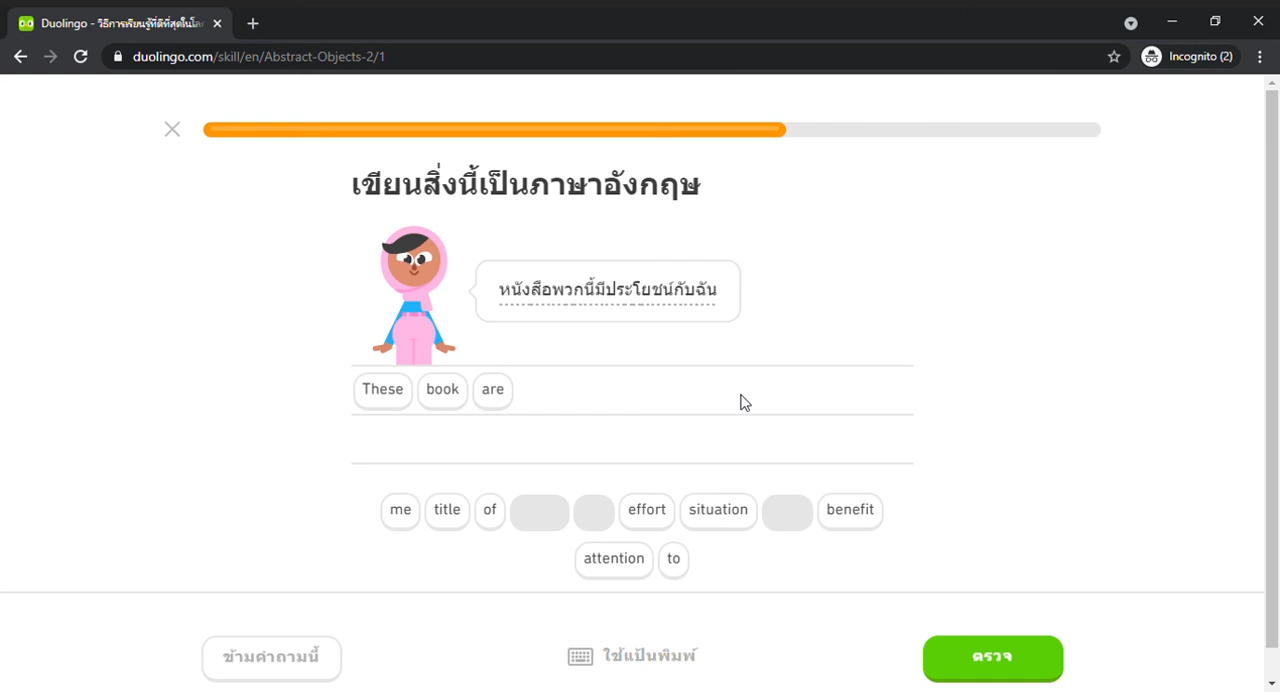 Duolingo - วิธีการเรียนรู้ที่ดีที่สุดในโล
duolingo.com/skill/en/Abstract-Objects-2/1
Incognito (2)
เขียนสิ่งนี้เป็นภาษาอังกฤษ
หนังสือพวกนี้มีประโยชน์กับฉัน
These book are
me title of effort situation benefit
attention to
ข้ามคำถามนี้ ใช้แป้นพิมพ์ ตรวจ